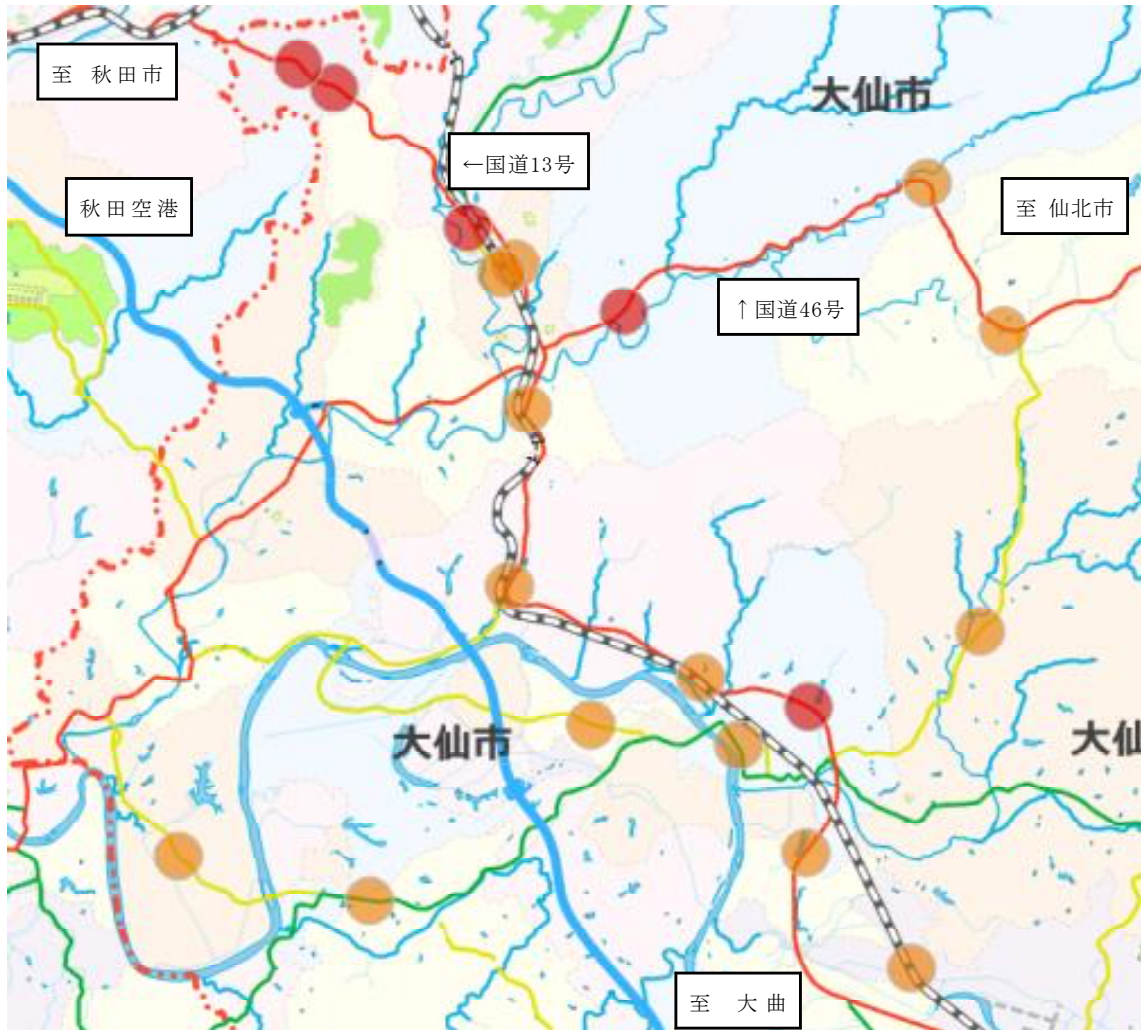 至 秋田市
大仙市
←国道13号
秋田空港
至 仙北市
↑国道46号
大仙市
大仙
至 大曲